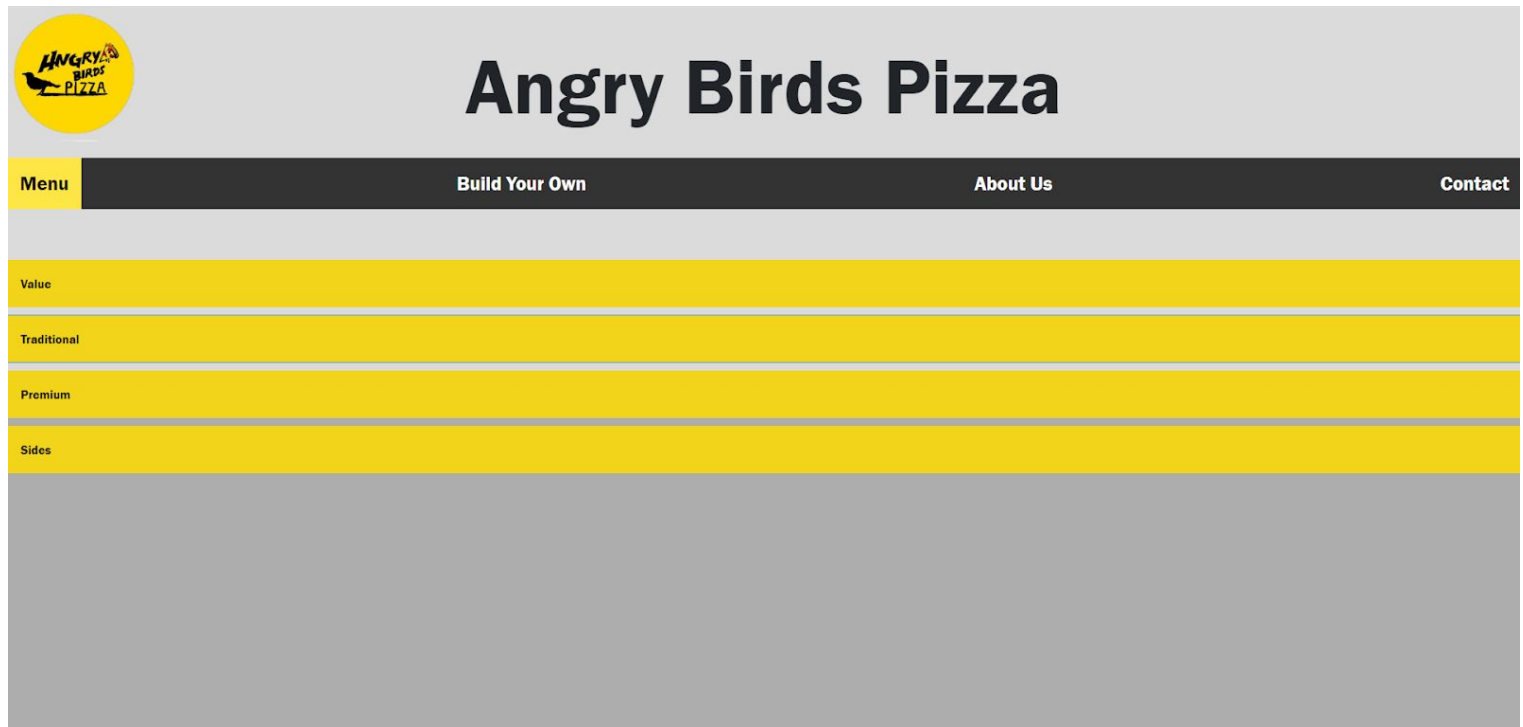 ANGRY
BIRDS
PIZZA
Angry Birds Pizza
Menu Build Your Own About Us Contact
Value
Traditional
Premium
Sides